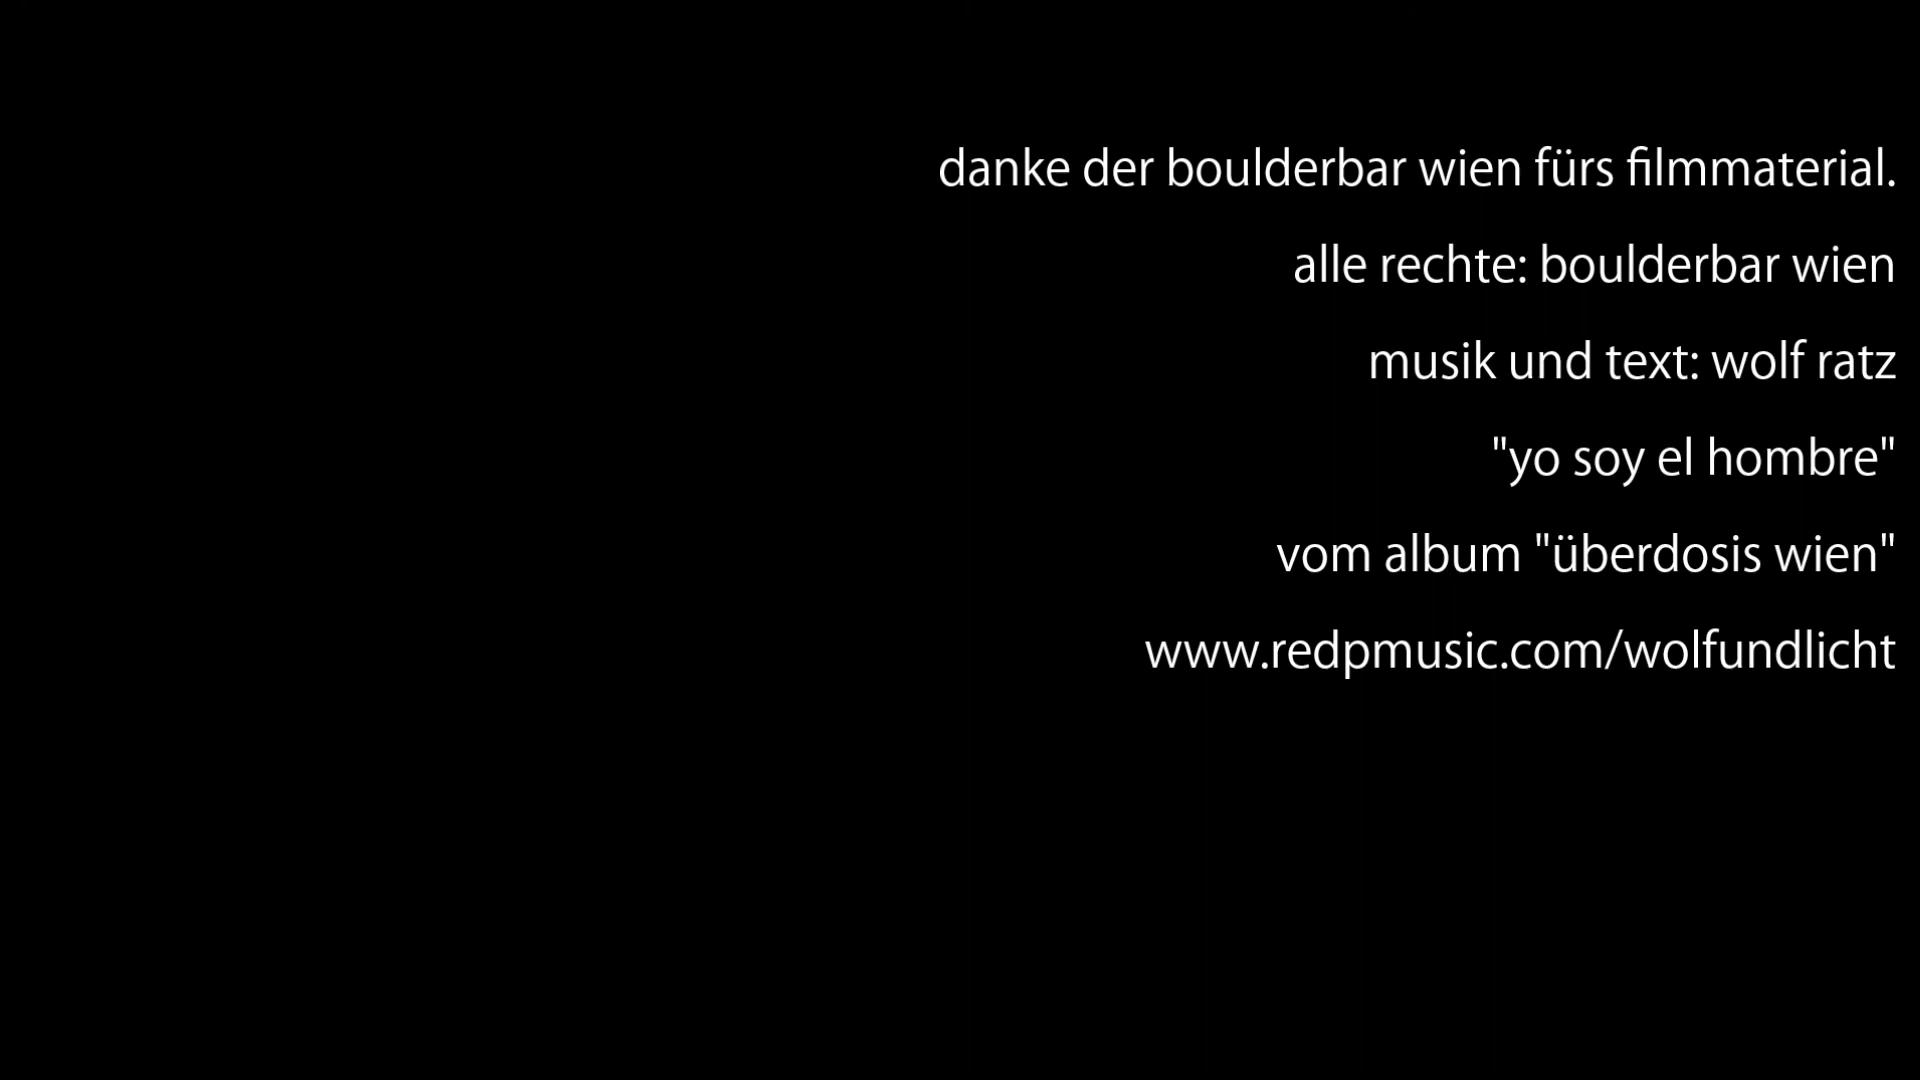 danke der boulderbar wien fürs filmmaterial.
alle rechte: boulderbar wien
musik und text: wolf ratz
"yo soy el hombre"
vom album "überdosis wien"
www.redpmusic.com/wolfundlicht